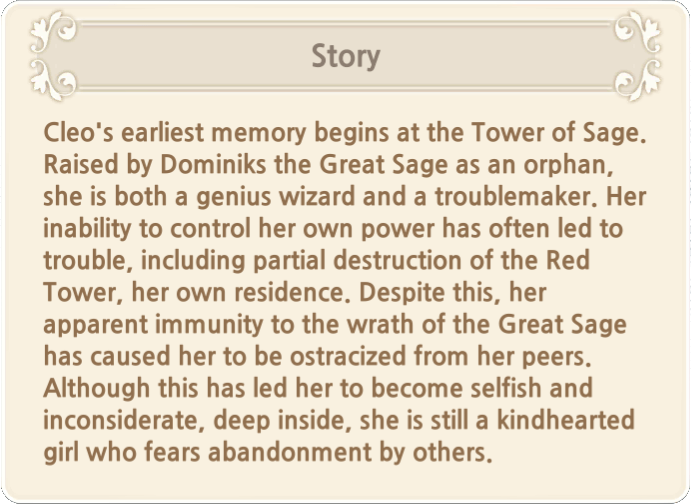 Story
Cleo's earliest memory begins at the Tower of Sage.
Raised by Dominiks the Great Sage as an orphan,
she is both a genius wizard and a troublemaker. Her
inability to control her own power has often led to
trouble, including partial destruction of the Red
Tower, her own residence. Despite this, her
apparent immunity to the wrath of the Great Sage
has caused her to be ostracized from her peers.
Although this has led her to become selfish and
inconsiderate, deep inside, she is still a kindhearted
girl who fears abandonment by others.